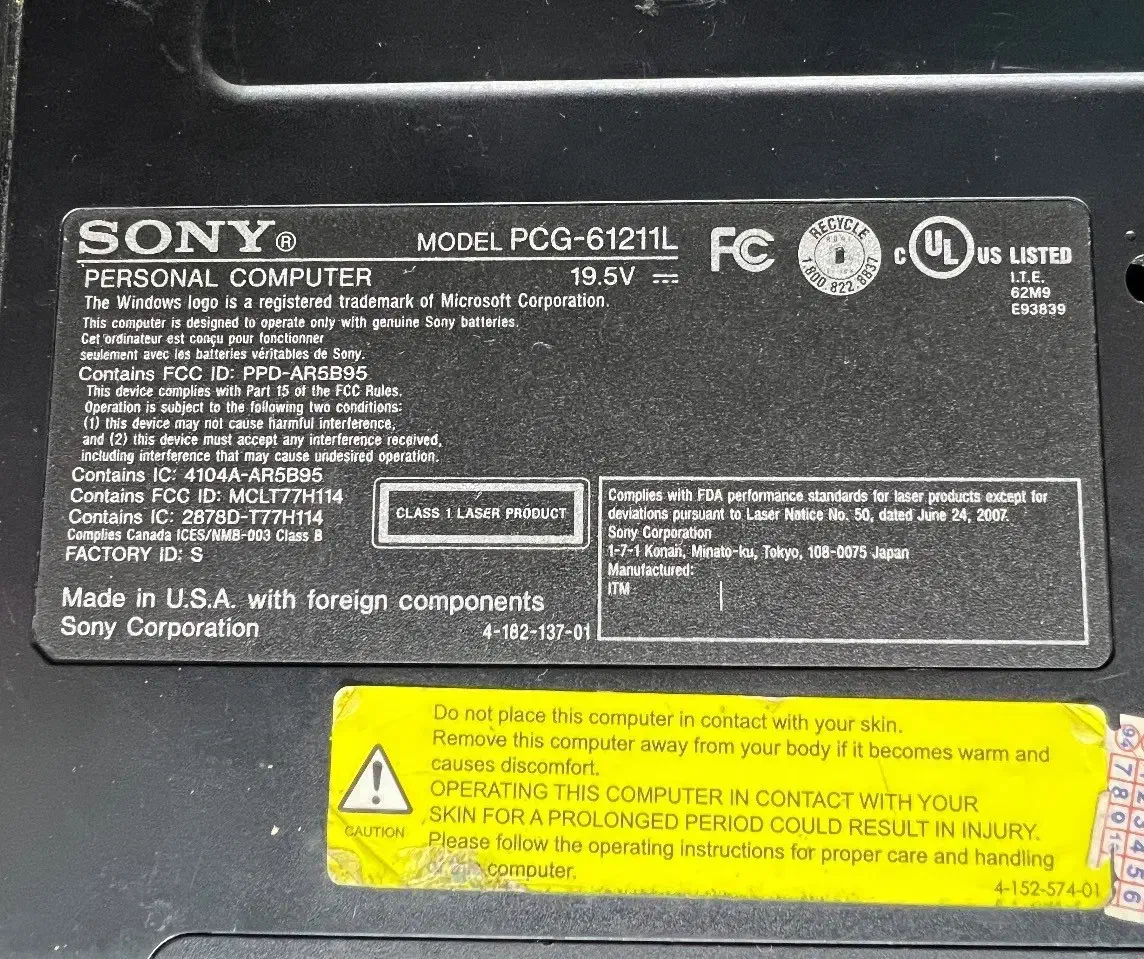 SONY® MODEL PCG-61211L
PERSONAL COMPUTER 19.5V
FC
RECYCLE
1.800.822.8837
C UL US LISTED
I.T.E.
62M9
E93839
The Windows logo is a registered trademark of Microsoft Corporation.
This computer is designed to operate only with genuine Sony batteries.
Cet ordinateur est conçu pour fonctionner
seulement avec les batteries véritables de Sony.
Contains FCC ID: PPD-AR5B95
This device complies with Part 15 of the FCC Rules.
Operation is subject to the following two conditions:
(1) this device may not cause harmful interference,
and (2) this device must accept any interference received,
including interference that may cause undesired operation.
Contains IC: 4104A-AR5B95
Contains FCC ID: MCLT77H114
Contains IC: 2878D-T77H114
Complies Canada ICES/NMB-003 Class B
FACTORY ID: S
CLASS 1 LASER PRODUCT
Complies with FDA performance standards for laser products except for
deviations pursuant to Laser Notice No. 50, dated June 24, 2007.
Sony Corporation
1-7-1 Konan, Minato-ku, Tokyo, 108-0075 Japan
Manufactured:
ITM
Made in U.S.A. with foreign components
Sony Corporation
4-182-137-01
Do not place this computer in contact with your skin.
Remove this computer away from your body if it becomes warm and
causes discomfort.
OPERATING THIS COMPUTER IN CONTACT WITH YOUR
SKIN FOR A PROLONGED PERIOD COULD RESULT IN INJURY.
Please follow the operating instructions for proper care and handling
computer.
CAUTION
4-152-574-01